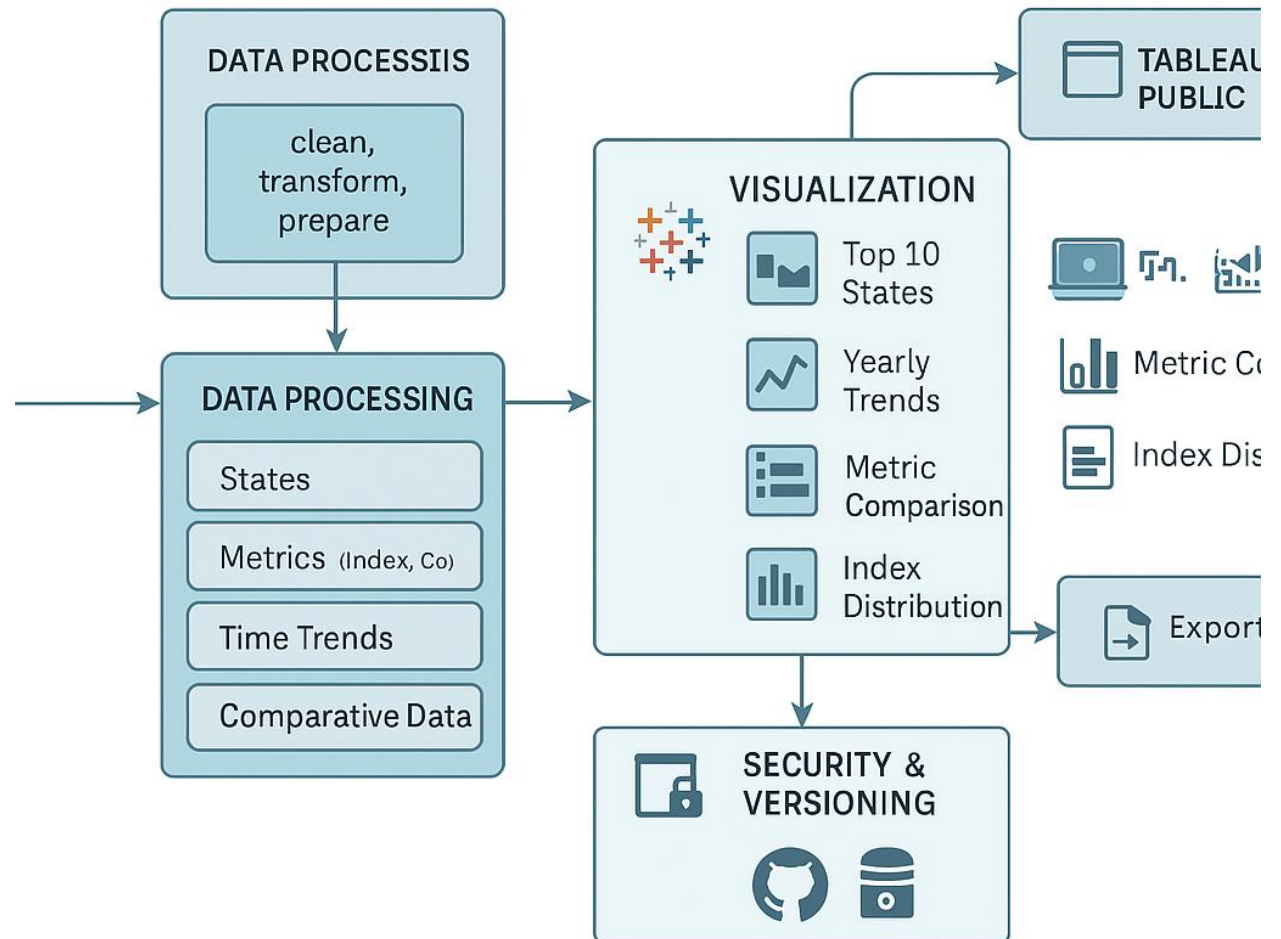 DATA PROCESSIIS
clean,
transform,
prepare
DATA PROCESSING
States
Metrics (Index, Co)
Time Trends
Comparative Data
VISUALIZATION
Top 10
States
Yearly
Trends
Metric
Comparison
Index
Distribution
SECURITY &
VERSIONING
TABLEAU
PUBLIC
Metric Co
Index Dis
Export